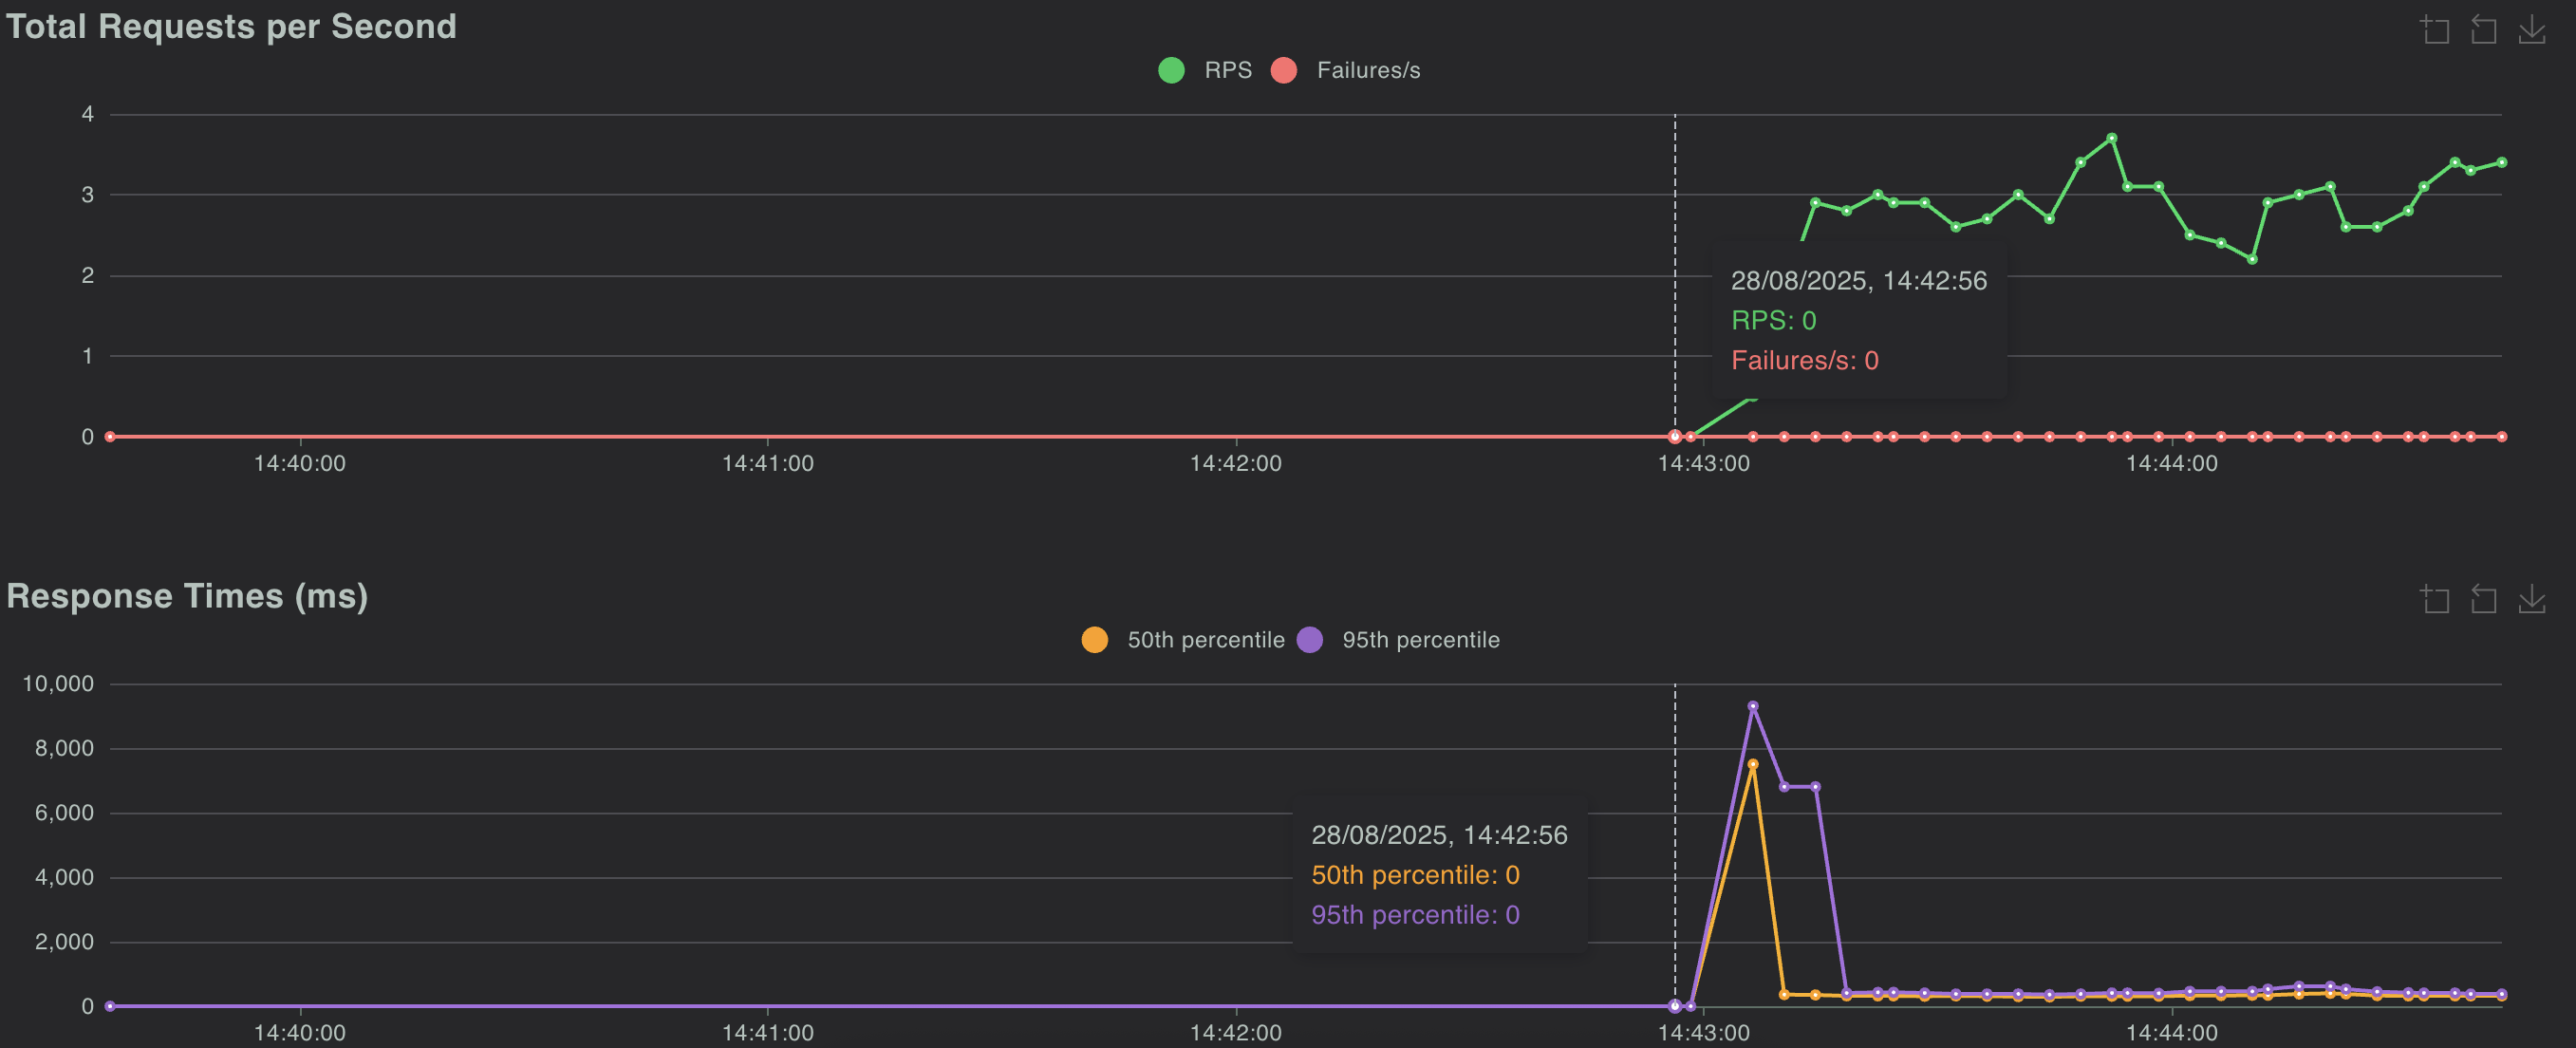 Total Requests per Second
RPS Failures/s
4
3
2
1
0
28/08/2025, 14:42:56
RPS: 0
Failures/s: 0
14:40:00 14:41:00 14:42:00 14:43:00 14:44:00
Response Times (ms)
50th percentile 95th percentile
10,000
8,000
6,000
4,000
2,000
0
28/08/2025, 14:42:56
50th percentile: 0
95th percentile: 0
14:40:00 14:41:00 14:42:00 14:43:00 14:44:00